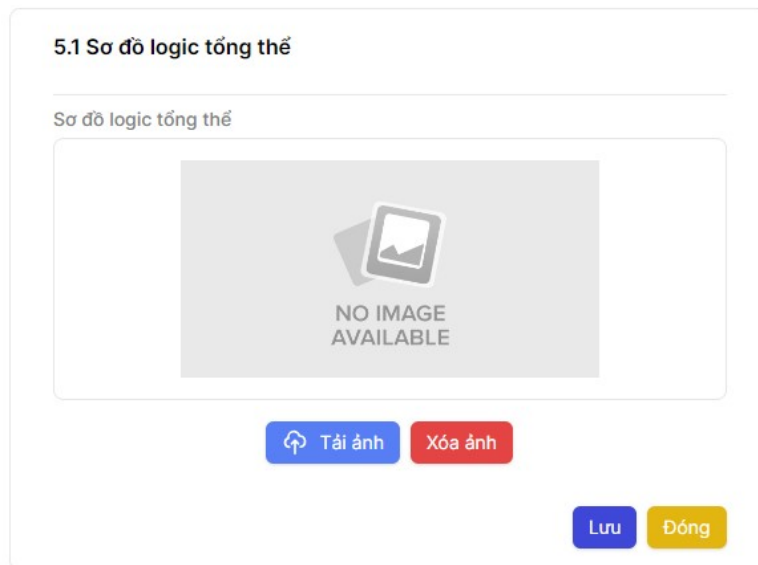 5.1 Sơ đồ logic tổng thể
Sơ đồ logic tổng thể
NO IMAGE
AVAILABLE
Tải ảnh
Xóa ảnh
Lưu
Đóng